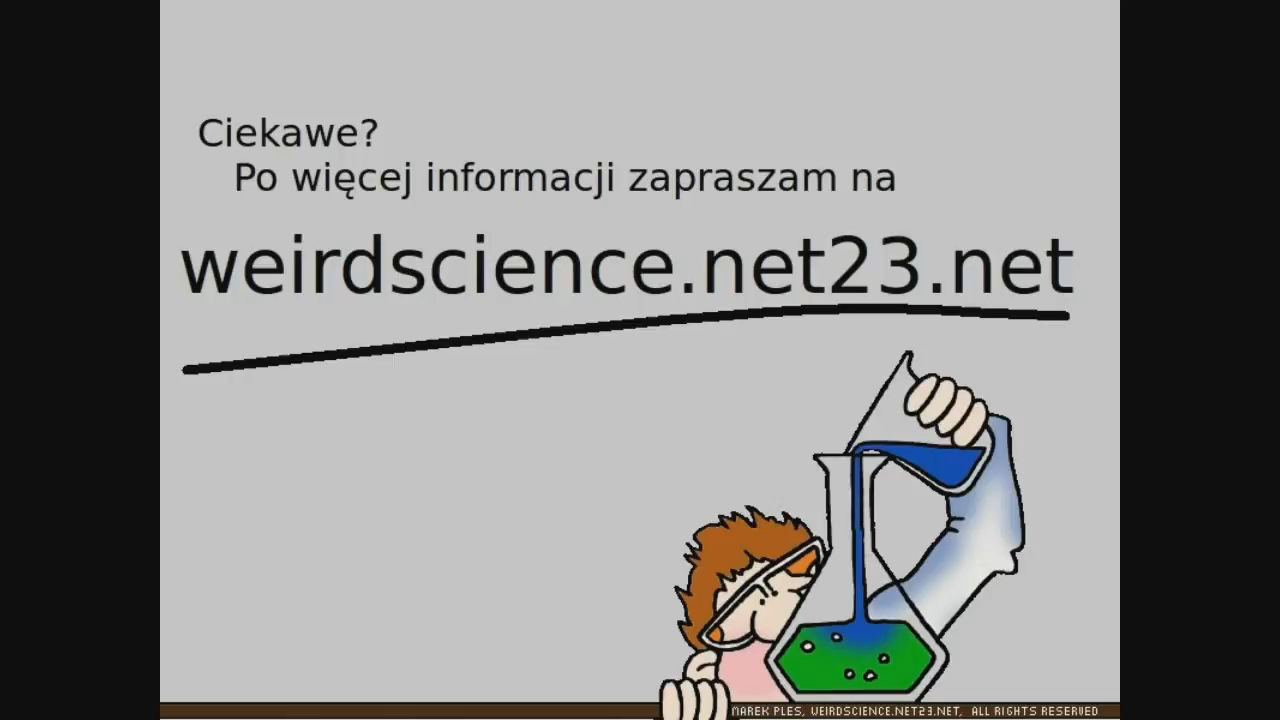 Ciekawe?
Po więcej informacji zapraszam na
weirdscience.net23.net
MAREK PLES, WEIRDSCIENCE.NET23.NET, ALL RIGHTS RESERVED